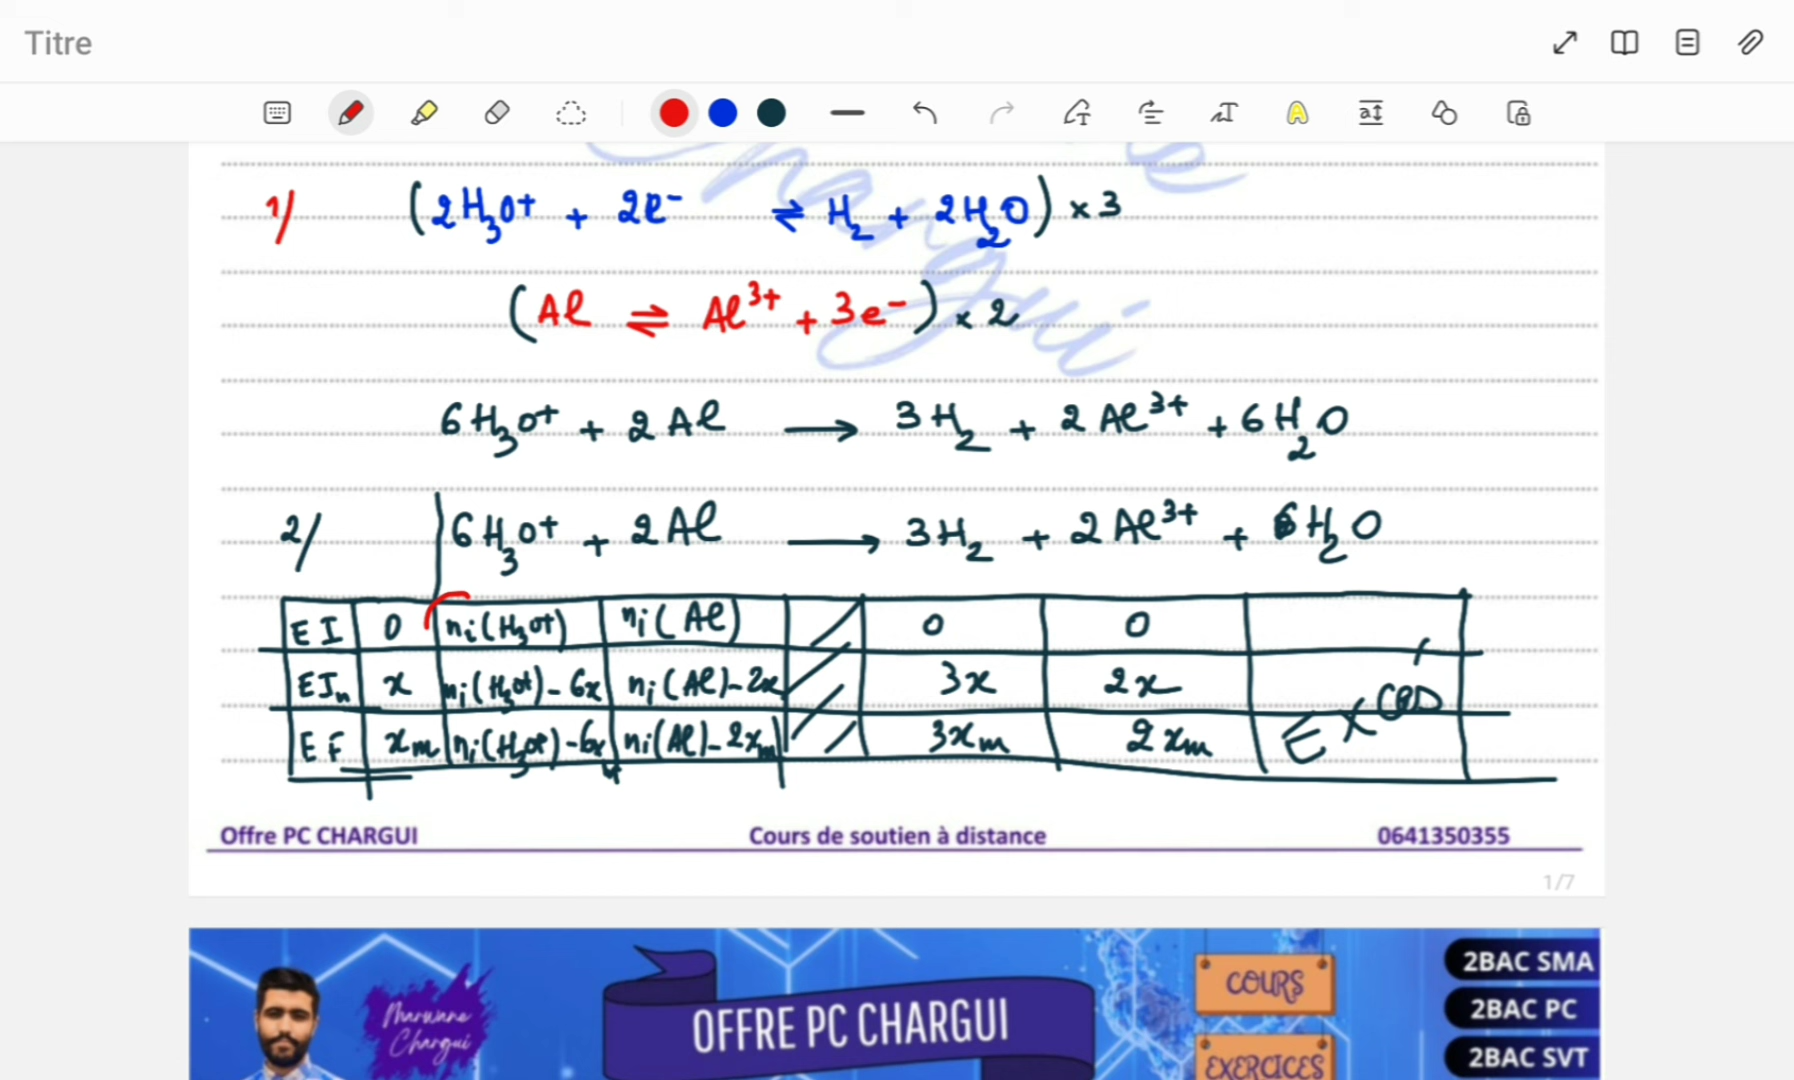 Titre
1/ (2H₃O⁺ + 2e⁻ ⇌ H₂ + 2H₂O) × 3
(Al ⇌ Al³⁺ + 3e⁻) × 2
6H₃O⁺ + 2Al → 3H₂ + 2Al³⁺ + 6H₂O
2/ 6H₃O⁺ + 2Al → 3H₂ + 2Al³⁺ + 6H₂O
EI 0 nᵢ(H₃O⁺) nᵢ(Al) 0 0
EIn x nᵢ(H₃O⁺)-6x nᵢ(Al)-2x 3x 2x
EF xm nᵢ(H₃O⁺)-6xm nᵢ(Al)-2xm 3xm 2xm
Offre PC CHARGUI Cours de soutien à distance 0641350355
1/7
Marwane
Chargui
OFFRE PC CHARGUI
COURS
EXERCICES
2BAC SMA
2BAC PC
2BAC SVT